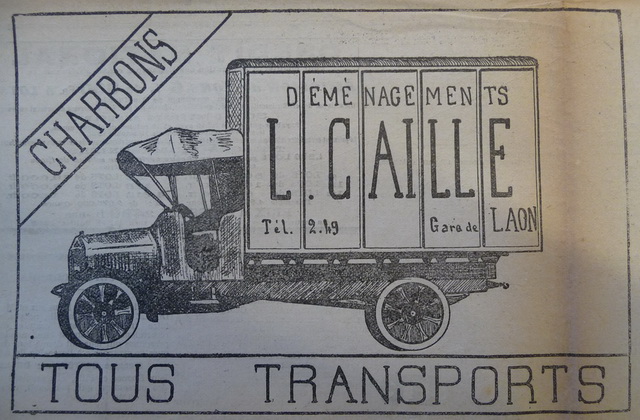 CHARBONS
DÉMÉNAGEMENTS
L. CAILLE
Tél. 2.49
Gare de LAON
TOUS TRANSPORTS